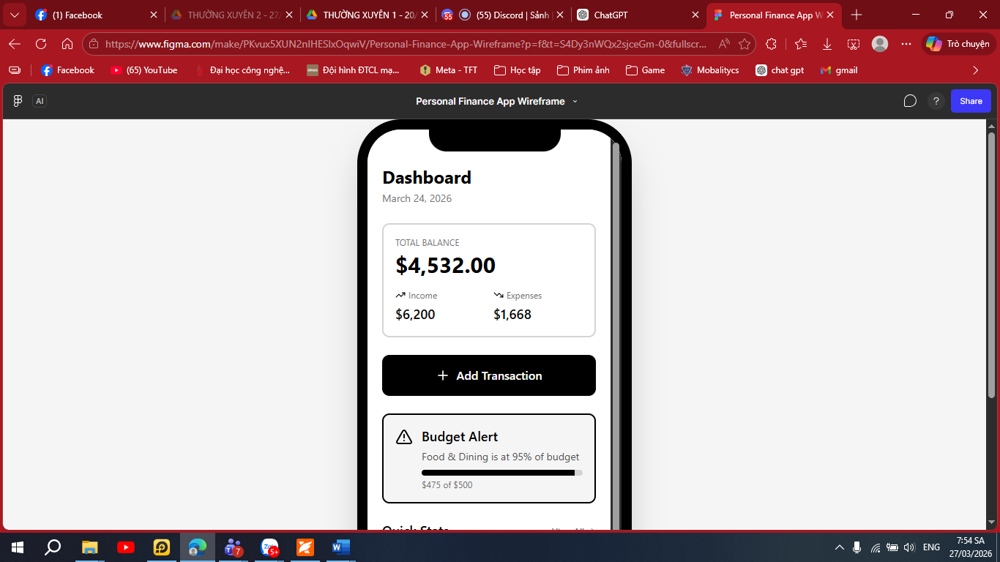 (1) Facebook
THƯỜNG XUYÊN 2 - 27/
THƯỜNG XUYÊN 1 - 20/
55
(55) Discord | Sảnh
ChatGPT
Personal Finance App W
https://www.figma.com/make/PKvux5XUN2nIHESIxOqwiV/Personal-Finance-App-Wireframe?p=f&t=S4Dy3nWQx2sjceGm-0&fullscr...
Trò chuyện
Facebook
(65) YouTube
Đại học công nghệ...
Đội hình ĐTCL mạ...
Meta - TFT
Học tập
Phim ảnh
Game
Mobalitycs
chat gpt
gmail
AI
Personal Finance App Wireframe
?
Share
Dashboard
March 24, 2026
TOTAL BALANCE
$4,532.00
Income
Expenses
$6,200
$1,668
+ Add Transaction
Budget Alert
Food & Dining is at 95% of budget
$475 of $500
Quick Stats
7
5+
W
ENG
7:54 SA
27/03/2026